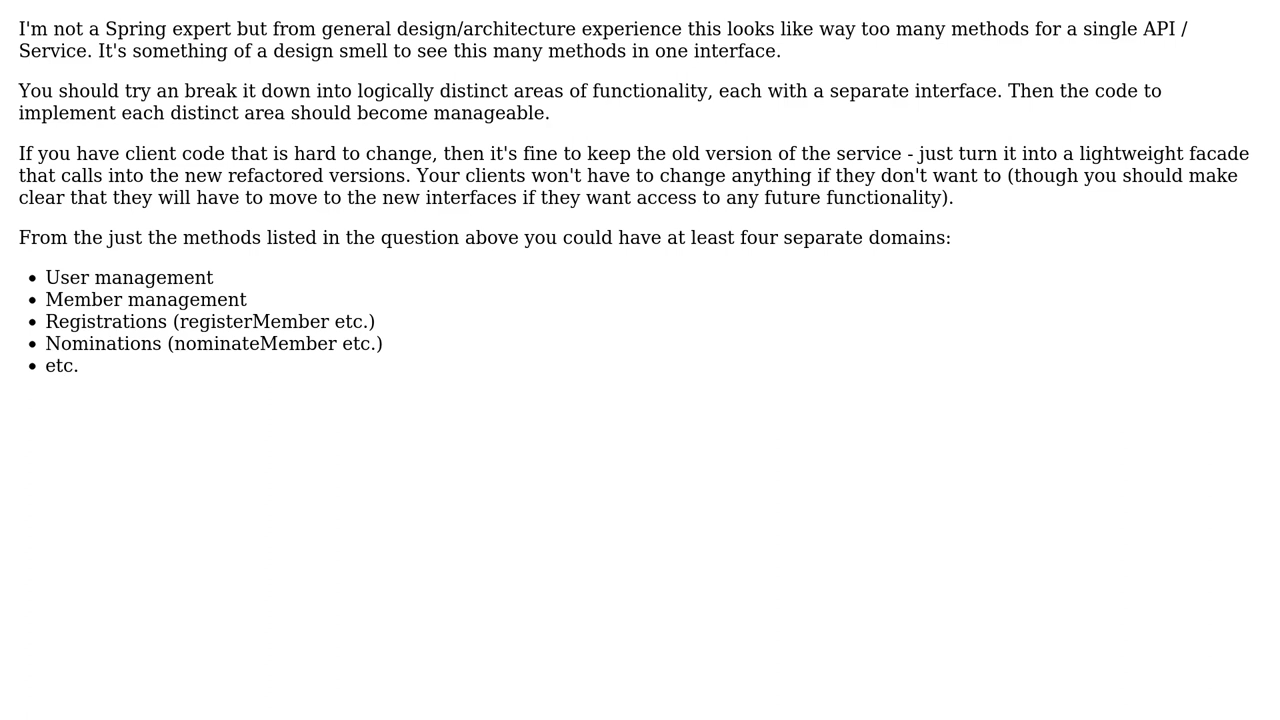 I'm not a Spring expert but from general design/architecture experience this looks like way too many methods for a single API /
Service. It's something of a design smell to see this many methods in one interface.
You should try an break it down into logically distinct areas of functionality, each with a separate interface. Then the code to
implement each distinct area should become manageable.
If you have client code that is hard to change, then it's fine to keep the old version of the service - just turn it into a lightweight facade
that calls into the new refactored versions. Your clients won't have to change anything if they don't want to (though you should make
clear that they will have to move to the new interfaces if they want access to any future functionality).
From the just the methods listed in the question above you could have at least four separate domains:
• User management
• Member management
• Registrations (registerMember etc.)
• Nominations (nominateMember etc.)
• etc.